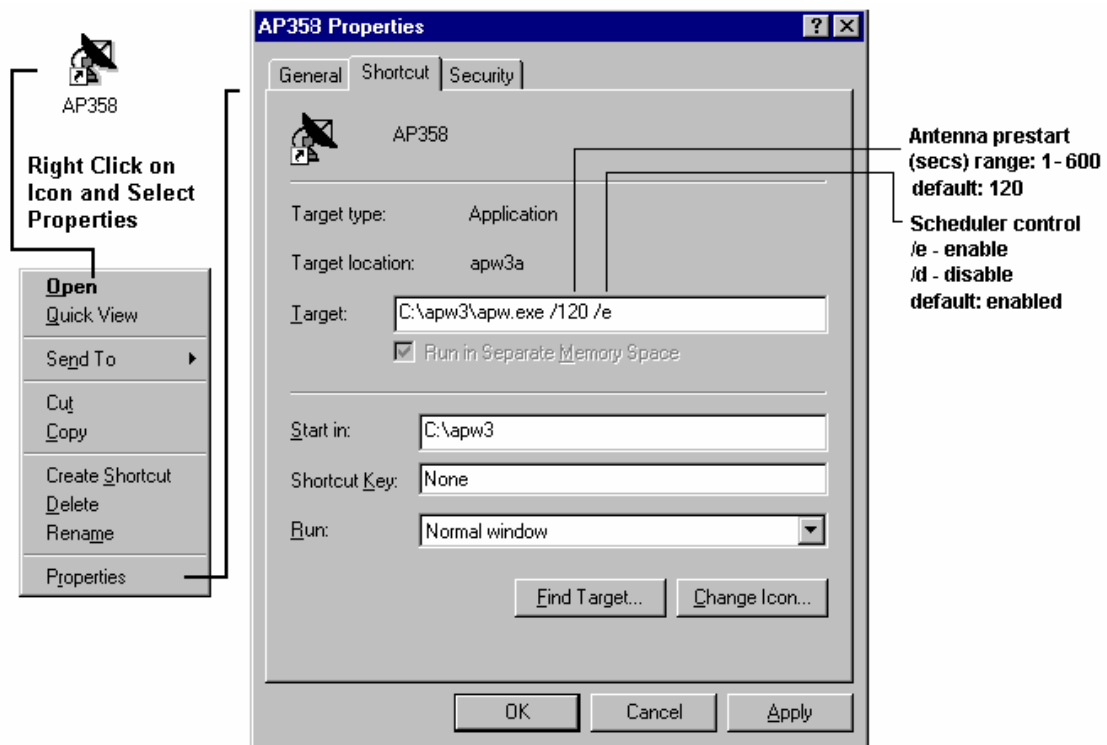 AP358
Right Click on
Icon and Select
Properties
Open
Quick View
Send To
Cut
Copy
Create Shortcut
Delete
Rename
Properties
AP358 Properties
General Shortcut Security
AP358
Target type: Application
Target location: apw3a
Target: C:\apw3\apw.exe /120 /e
Run in Separate Memory Space
Start in: C:\apw3
Shortcut Key: None
Run: Normal window
Find Target... Change Icon...
OK Cancel Apply
Antenna prestart
(secs) range: 1-600
default: 120
Scheduler control
/e - enable
/d - disable
default: enabled